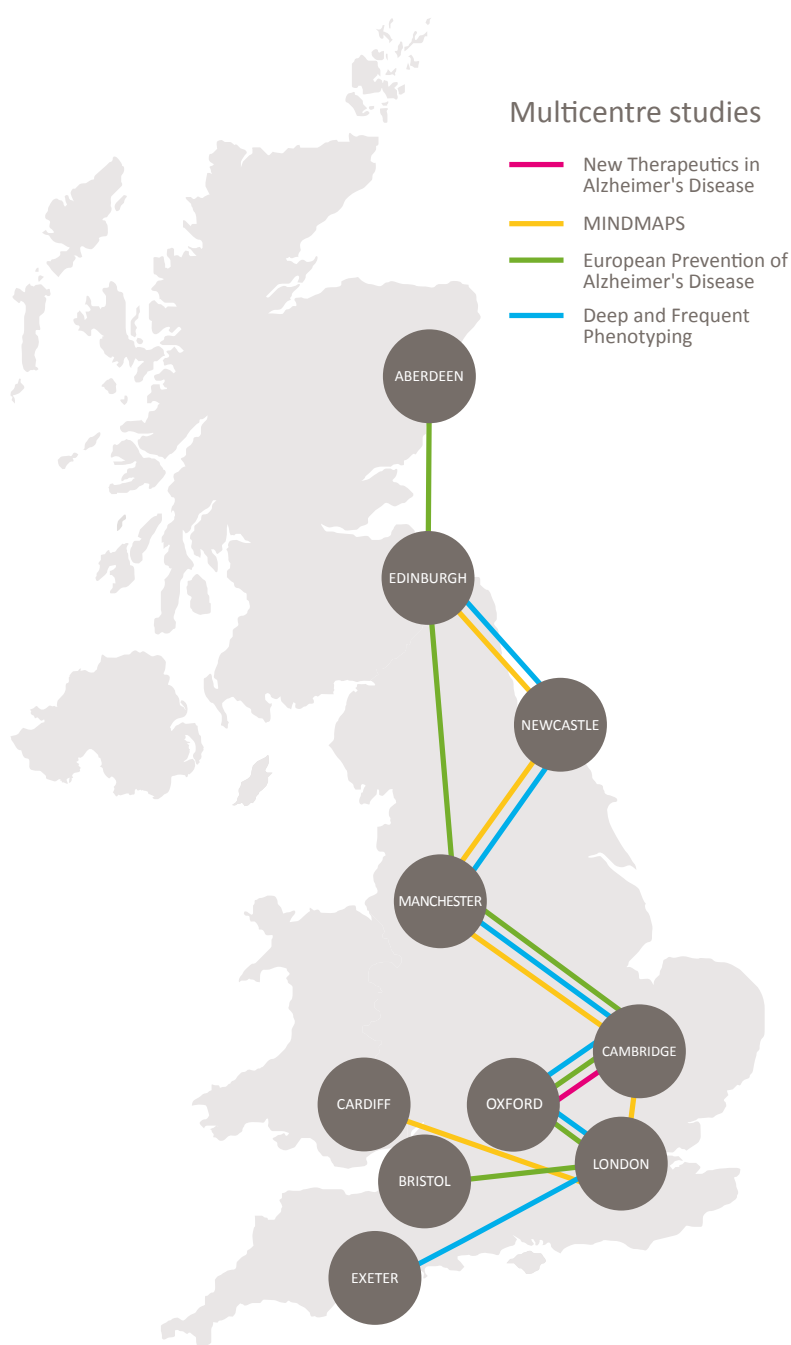 Multicentre studies
New Therapeutics in
Alzheimer's Disease
MINDMAPS
European Prevention of
Alzheimer's Disease
Deep and Frequent
Phenotyping
ABERDEEN
EDINBURGH
NEWCASTLE
MANCHESTER
CAMBRIDGE
CARDIFF
OXFORD
LONDON
BRISTOL
EXETER